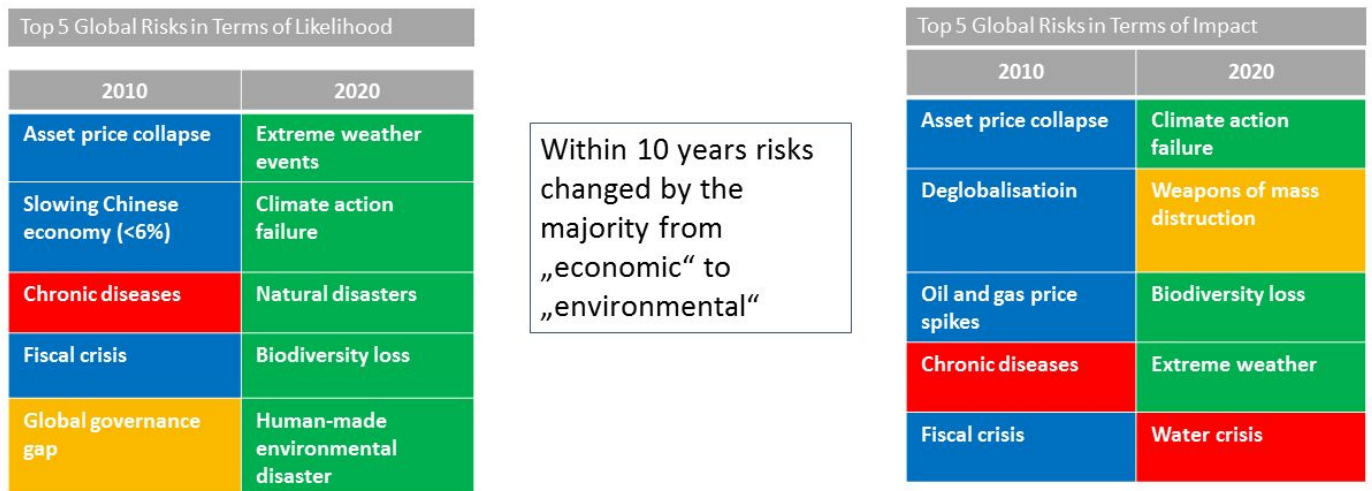 Top 5 Global Risks in Terms of Likelihood
2010 2020
Asset price collapse Extreme weather
events
Slowing Chinese Climate action
economy (<6%) failure
Chronic diseases Natural disasters
Fiscal crisis Biodiversity loss
Global governance Human-made
gap environmental
disaster
Within 10 years risks
changed by the
majority from
„economic“ to
„environmental“
Top 5 Global Risks in Terms of Impact
2010 2020
Asset price collapse Climate action
failure
Deglobalisatioin Weapons of mass
distruction
Oil and gas price Biodiversity loss
spikes
Chronic diseases Extreme weather
Fiscal crisis Water crisis